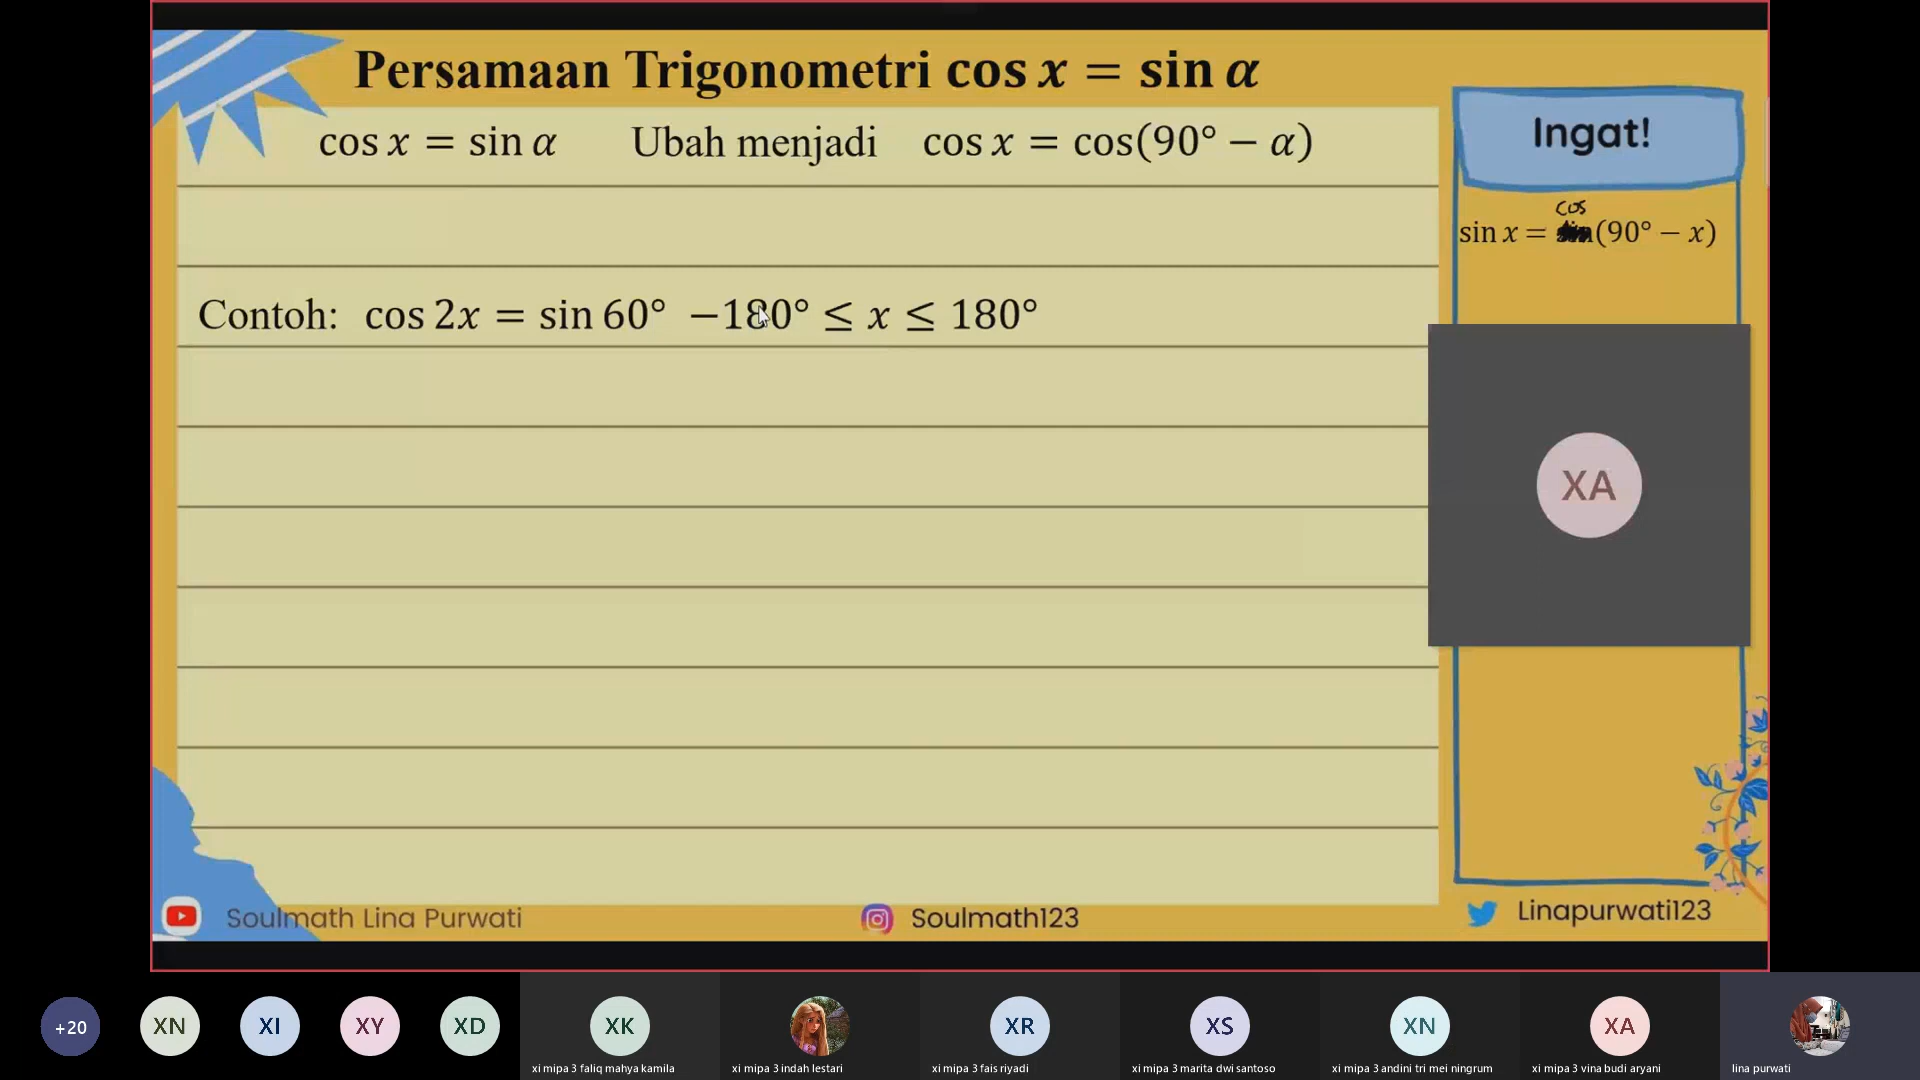 Persamaan Trigonometri cos x = sin α
cos x = sin α Ubah menjadi cos x = cos(90° − α)
Ingat!
cos
sin x = (90° − x)
Contoh: cos 2x = sin 60° −180° ≤ x ≤ 180°
XA
Soulmath Lina Purwati
Soulmath123
Linapurwati123
+20
XN
XI
XY
XD
XK
XR
XS
XN
XA
xi mipa 3 faliq mahya kamila
xi mipa 3 indah lestari
xi mipa 3 fais riyadi
xi mipa 3 marita dwi santoso
xi mipa 3 andini tri mei ningrum
xi mipa 3 vina budi aryani
lina purwati